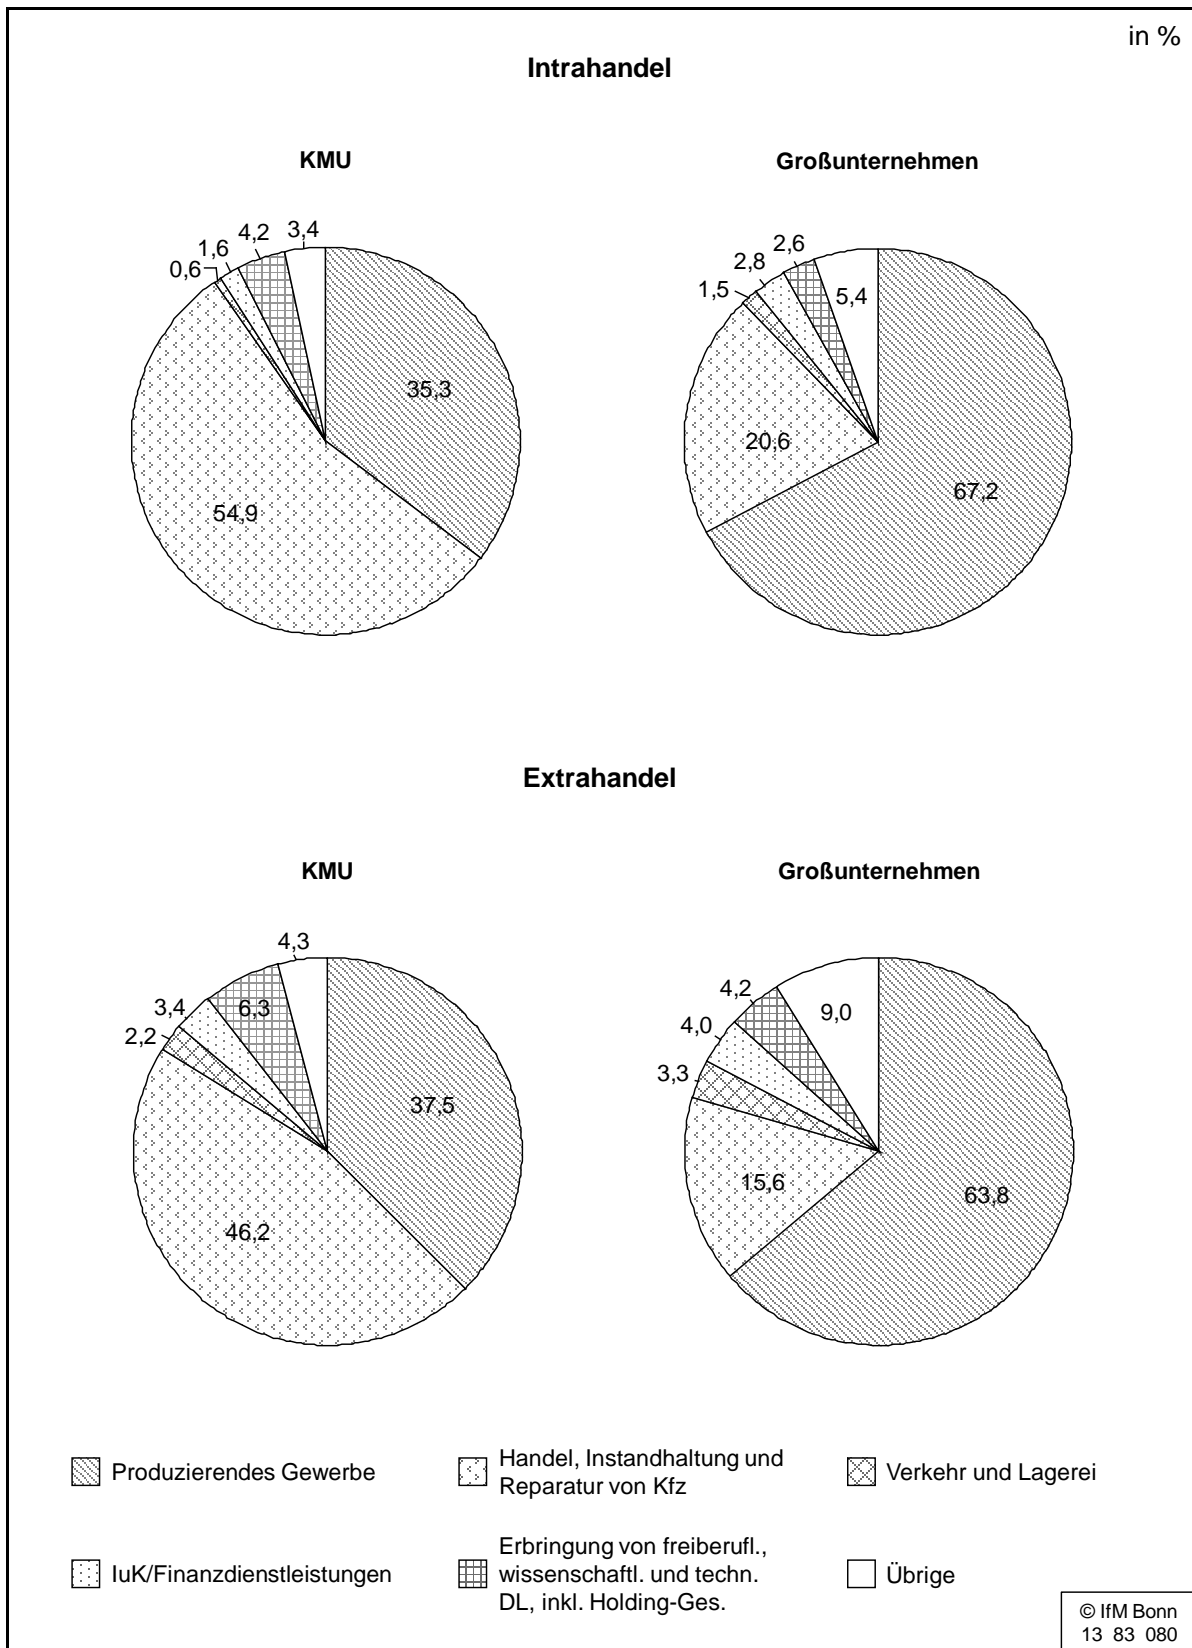 in %
Intrahandel
KMU
Großunternehmen
0,6
1,6
4,2
3,4
35,3
54,9
1,5
2,8
2,6
5,4
20,6
67,2
Extrahandel
KMU
Großunternehmen
4,3
6,3
3,4
2,2
37,5
46,2
4,2
9,0
4,0
3,3
15,6
63,8
Produzierendes Gewerbe
Handel, Instandhaltung und
Reparatur von Kfz
Verkehr und Lagerei
IuK/Finanzdienstleistungen
Erbringung von freiberufl.,
wissenschaftl. und techn.
DL, inkl. Holding-Ges.
Übrige
© IfM Bonn
13 83 080